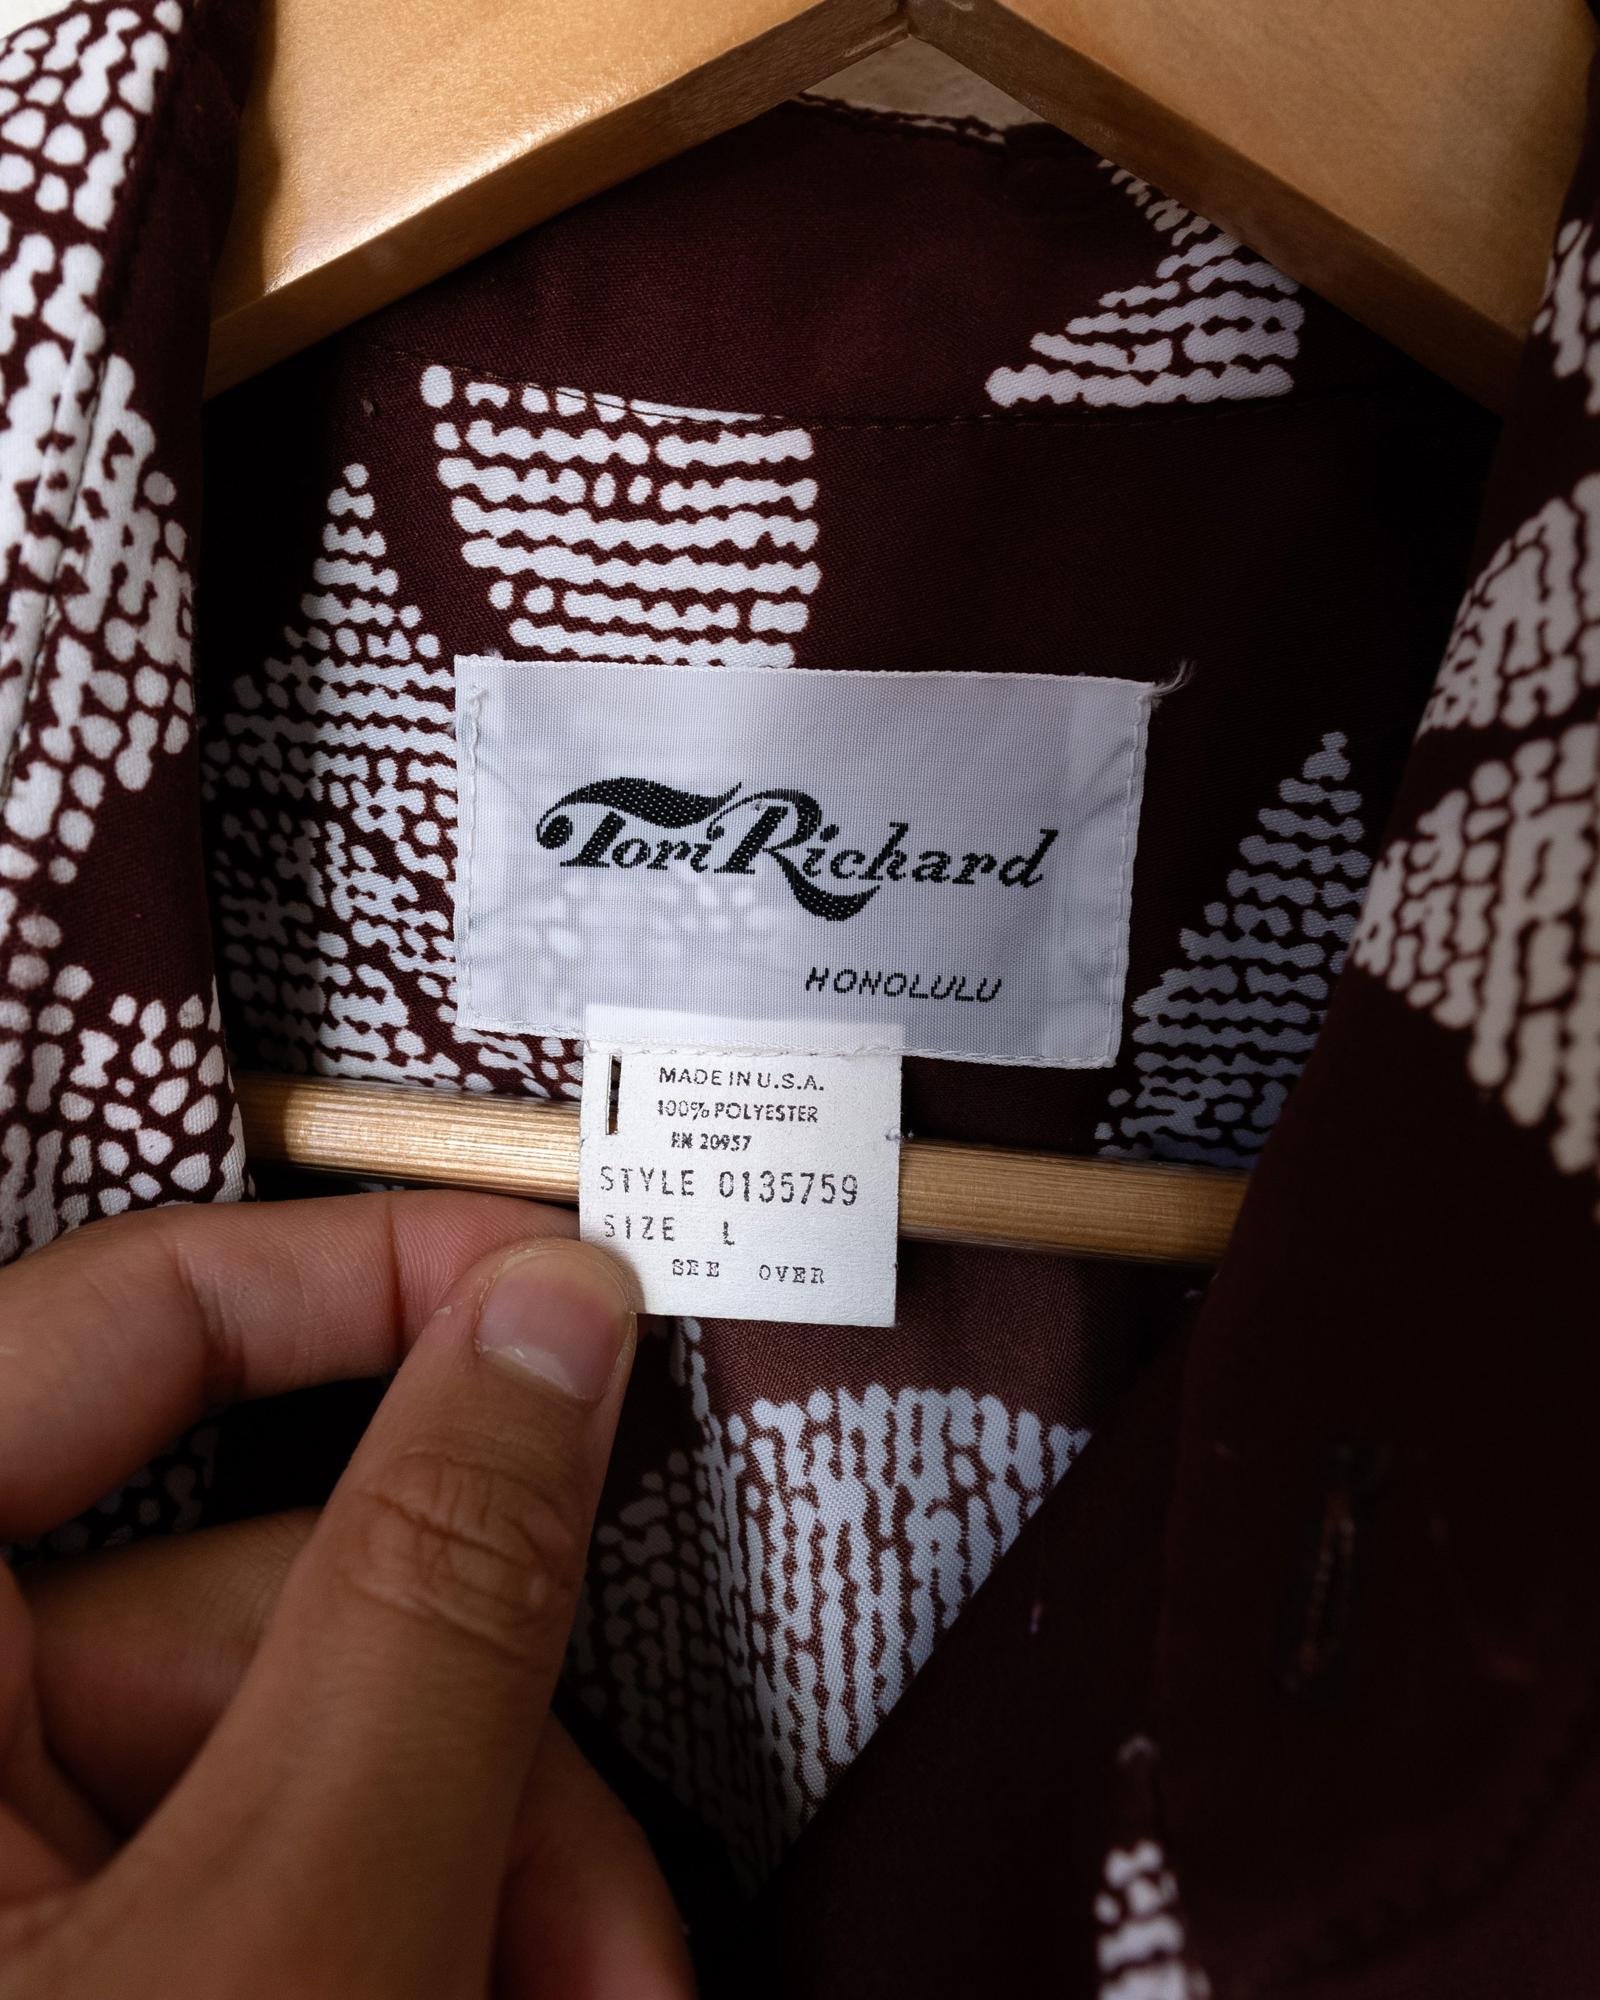 Tori Richard
HONOLULU
MADE IN U.S.A.
100% POLYESTER
RN 20957
STYLE 0135759
SIZE L
SEE OVER